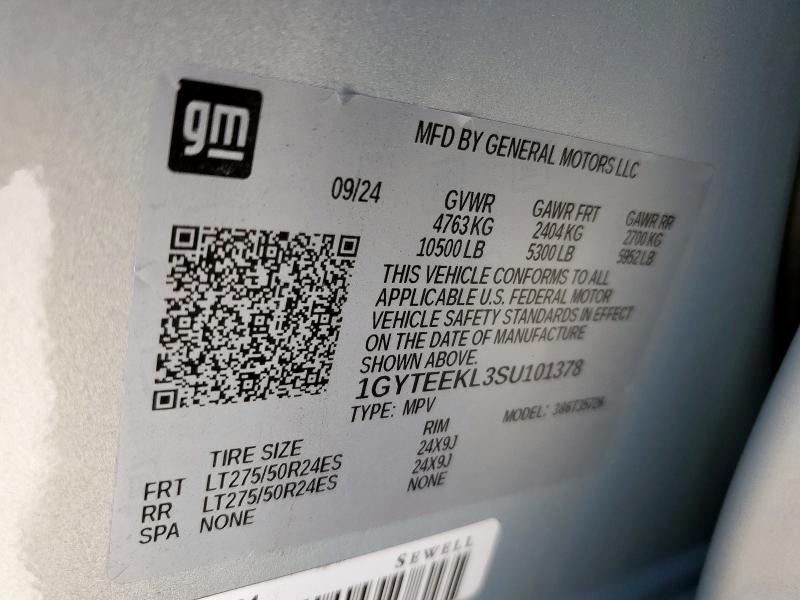 gm
MFD BY GENERAL MOTORS LLC
09/24
GVWR GAWR FRT GAWR RR
4763 KG 2404 KG 2700 KG
10500 LB 5300 LB 5952 LB
THIS VEHICLE CONFORMS TO ALL
APPLICABLE U.S. FEDERAL MOTOR
VEHICLE SAFETY STANDARDS IN EFFECT
ON THE DATE OF MANUFACTURE
SHOWN ABOVE.
1GYTEEKL3SU101378
TYPE: MPV MODEL:
TIRE SIZE RIM
FRT LT275/50R24ES 24X9J
RR LT275/50R24ES 24X9J
SPA NONE NONE
SEWELL